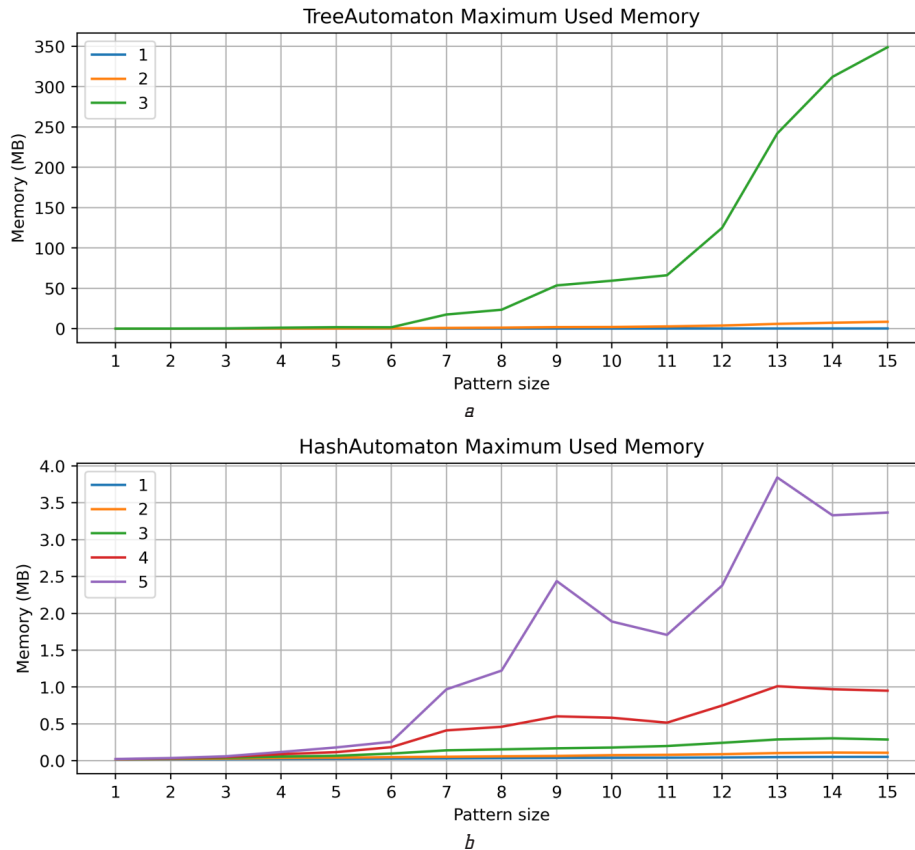 TreeAutomaton Maximum Used Memory
350
300
250
200
150
100
50
0
Memory (MB)
1
2
3
1 2 3 4 5 6 7 8 9 10 11 12 13 14 15
Pattern size
a
HashAutomaton Maximum Used Memory
4.0
3.5
3.0
2.5
2.0
1.5
1.0
0.5
0.0
Memory (MB)
1
2
3
4
5
1 2 3 4 5 6 7 8 9 10 11 12 13 14 15
Pattern size
b